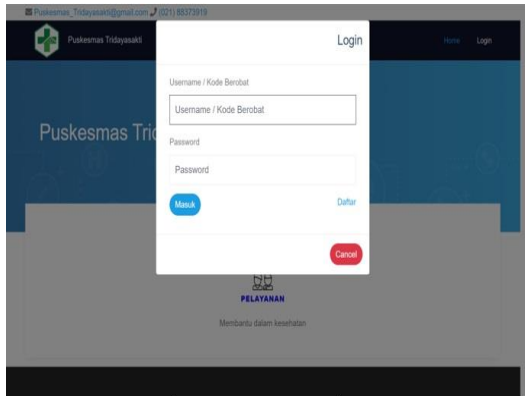 Puskesmas_Tridayasakti@gmail.com (021) 88373919
Puskesmas Tridayasakti
Home
Login
Login
Username / Kode Berobat
Username / Kode Berobat
Puskesmas Tri
Password
Password
Masuk
Daftar
Cancel
PELAYANAN
Membantu dalam kesehatan